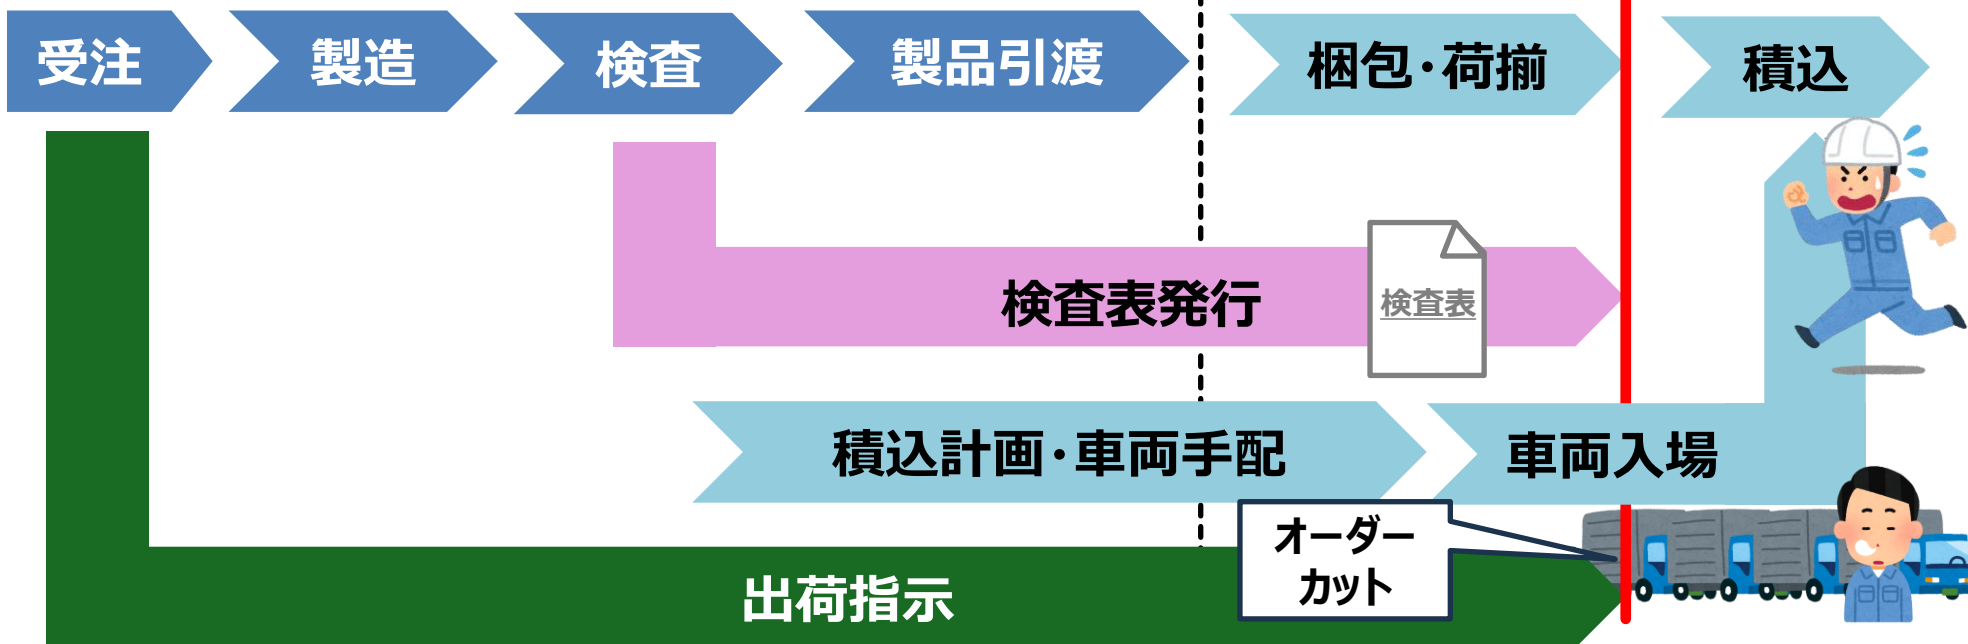 受注
製造
検査
製品引渡
梱包・荷揃
積込
検査表発行
検査表
積込計画・車両手配
車両入場
オーダー
カット
出荷指示